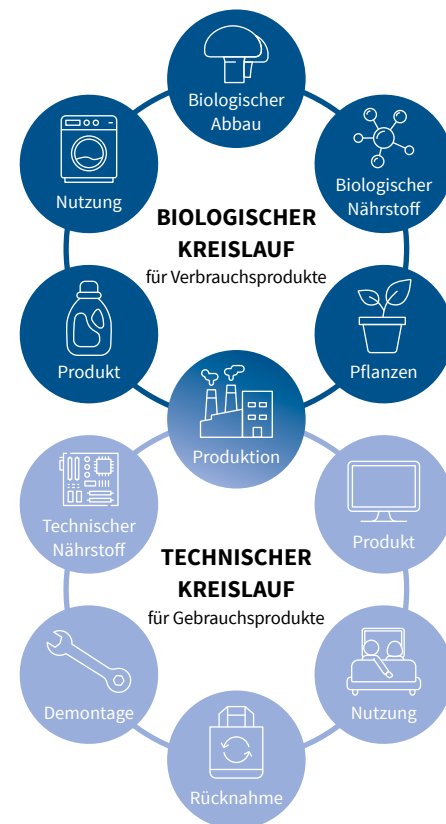 Biologischer
Abbau
Nutzung
Biologischer
Nährstoff
BIOLOGISCHER
KREISLAUF
für Verbrauchsprodukte
Produkt
Pflanzen
Produktion
Technischer
Nährstoff
Produkt
TECHNISCHER
KREISLAUF
für Gebrauchsprodukte
Demontage
Nutzung
Rücknahme